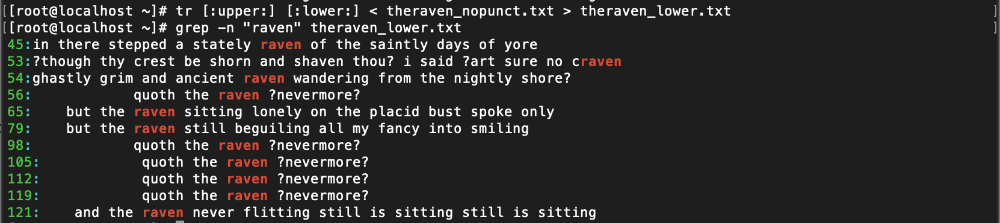 [[root@localhost ~]# tr [:upper:] [:lower:] < theraven_nopunct.txt > theraven_lower.txt ]
[[root@localhost ~]# grep -n "raven" theraven_lower.txt ]
45:in there stepped a stately raven of the saintly days of yore
53:?though thy crest be shorn and shaven thou? i said ?art sure no craven
54:ghastly grim and ancient raven wandering from the nightly shore?
56:            quoth the raven ?nevermore?
65:    but the raven sitting lonely on the placid bust spoke only
79:    but the raven still beguiling all my fancy into smiling
98:            quoth the raven ?nevermore?
105:            quoth the raven ?nevermore?
112:            quoth the raven ?nevermore?
119:            quoth the raven ?nevermore?
121:    and the raven never flitting still is sitting still is sitting